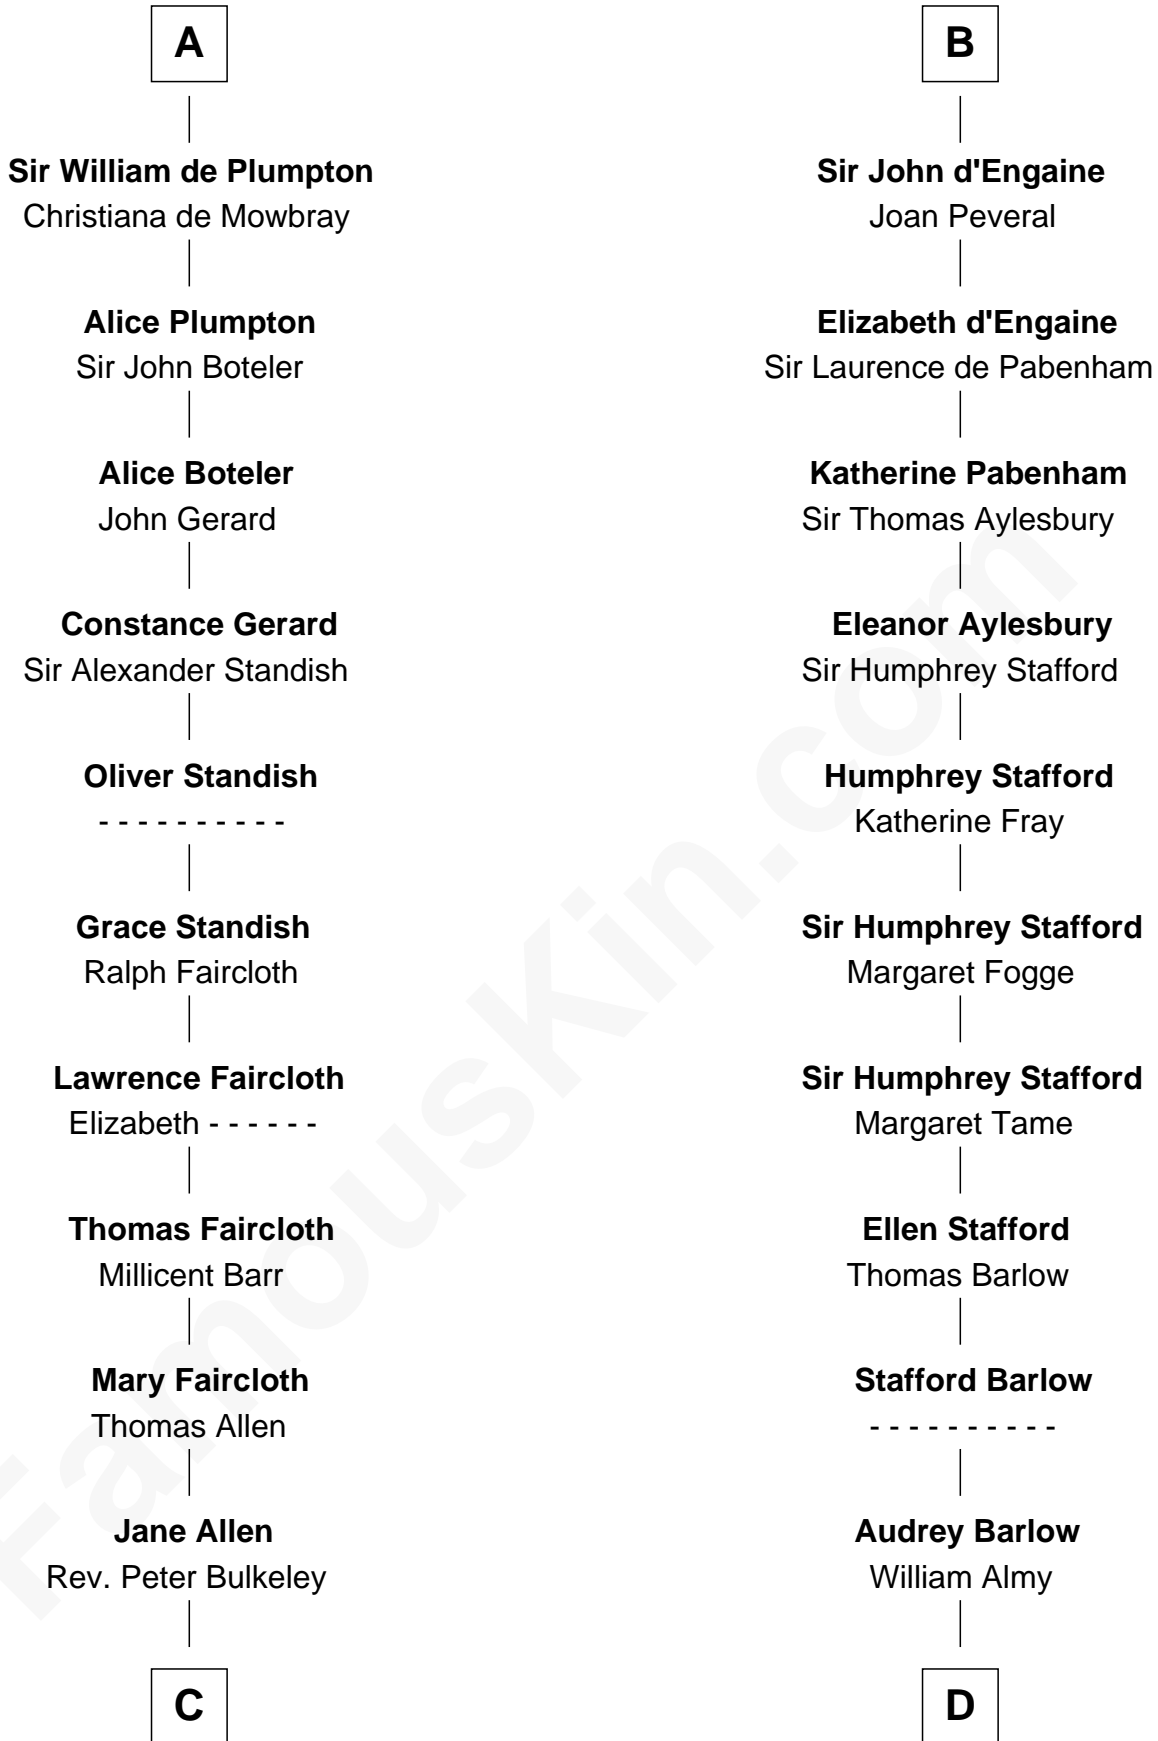 A
Sir William de Plumpton
Christiana de Mowbray
Alice Plumpton
Sir John Boteler
Alice Boteler
John Gerard
Constance Gerard
Sir Alexander Standish
Oliver Standish
- - - - - - - - - -
Grace Standish
Ralph Faircloth
Lawrence Faircloth
Elizabeth - - - - - -
Thomas Faircloth
Millicent Barr
Mary Faircloth
Thomas Allen
Jane Allen
Rev. Peter Bulkeley
C
B
Sir John d'Engaine
Joan Peveral
Elizabeth d'Engaine
Sir Laurence de Pabenham
Katherine Pabenham
Sir Thomas Aylesbury
Eleanor Aylesbury
Sir Humphrey Stafford
Humphrey Stafford
Katherine Fray
Sir Humphrey Stafford
Margaret Fogge
Sir Humphrey Stafford
Margaret Tame
Ellen Stafford
Thomas Barlow
Stafford Barlow
- - - - - - - - - -
Audrey Barlow
William Almy
D
FamousKin.com